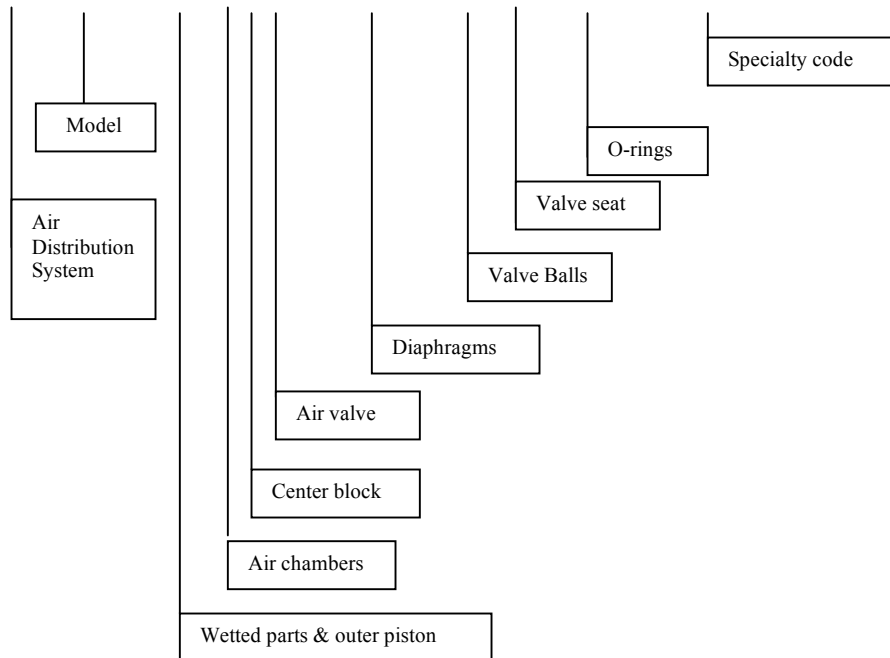 Specialty code
Model
O-rings
Valve seat
Air
Distribution
System
Valve Balls
Diaphragms
Air valve
Center block
Air chambers
Wetted parts & outer piston